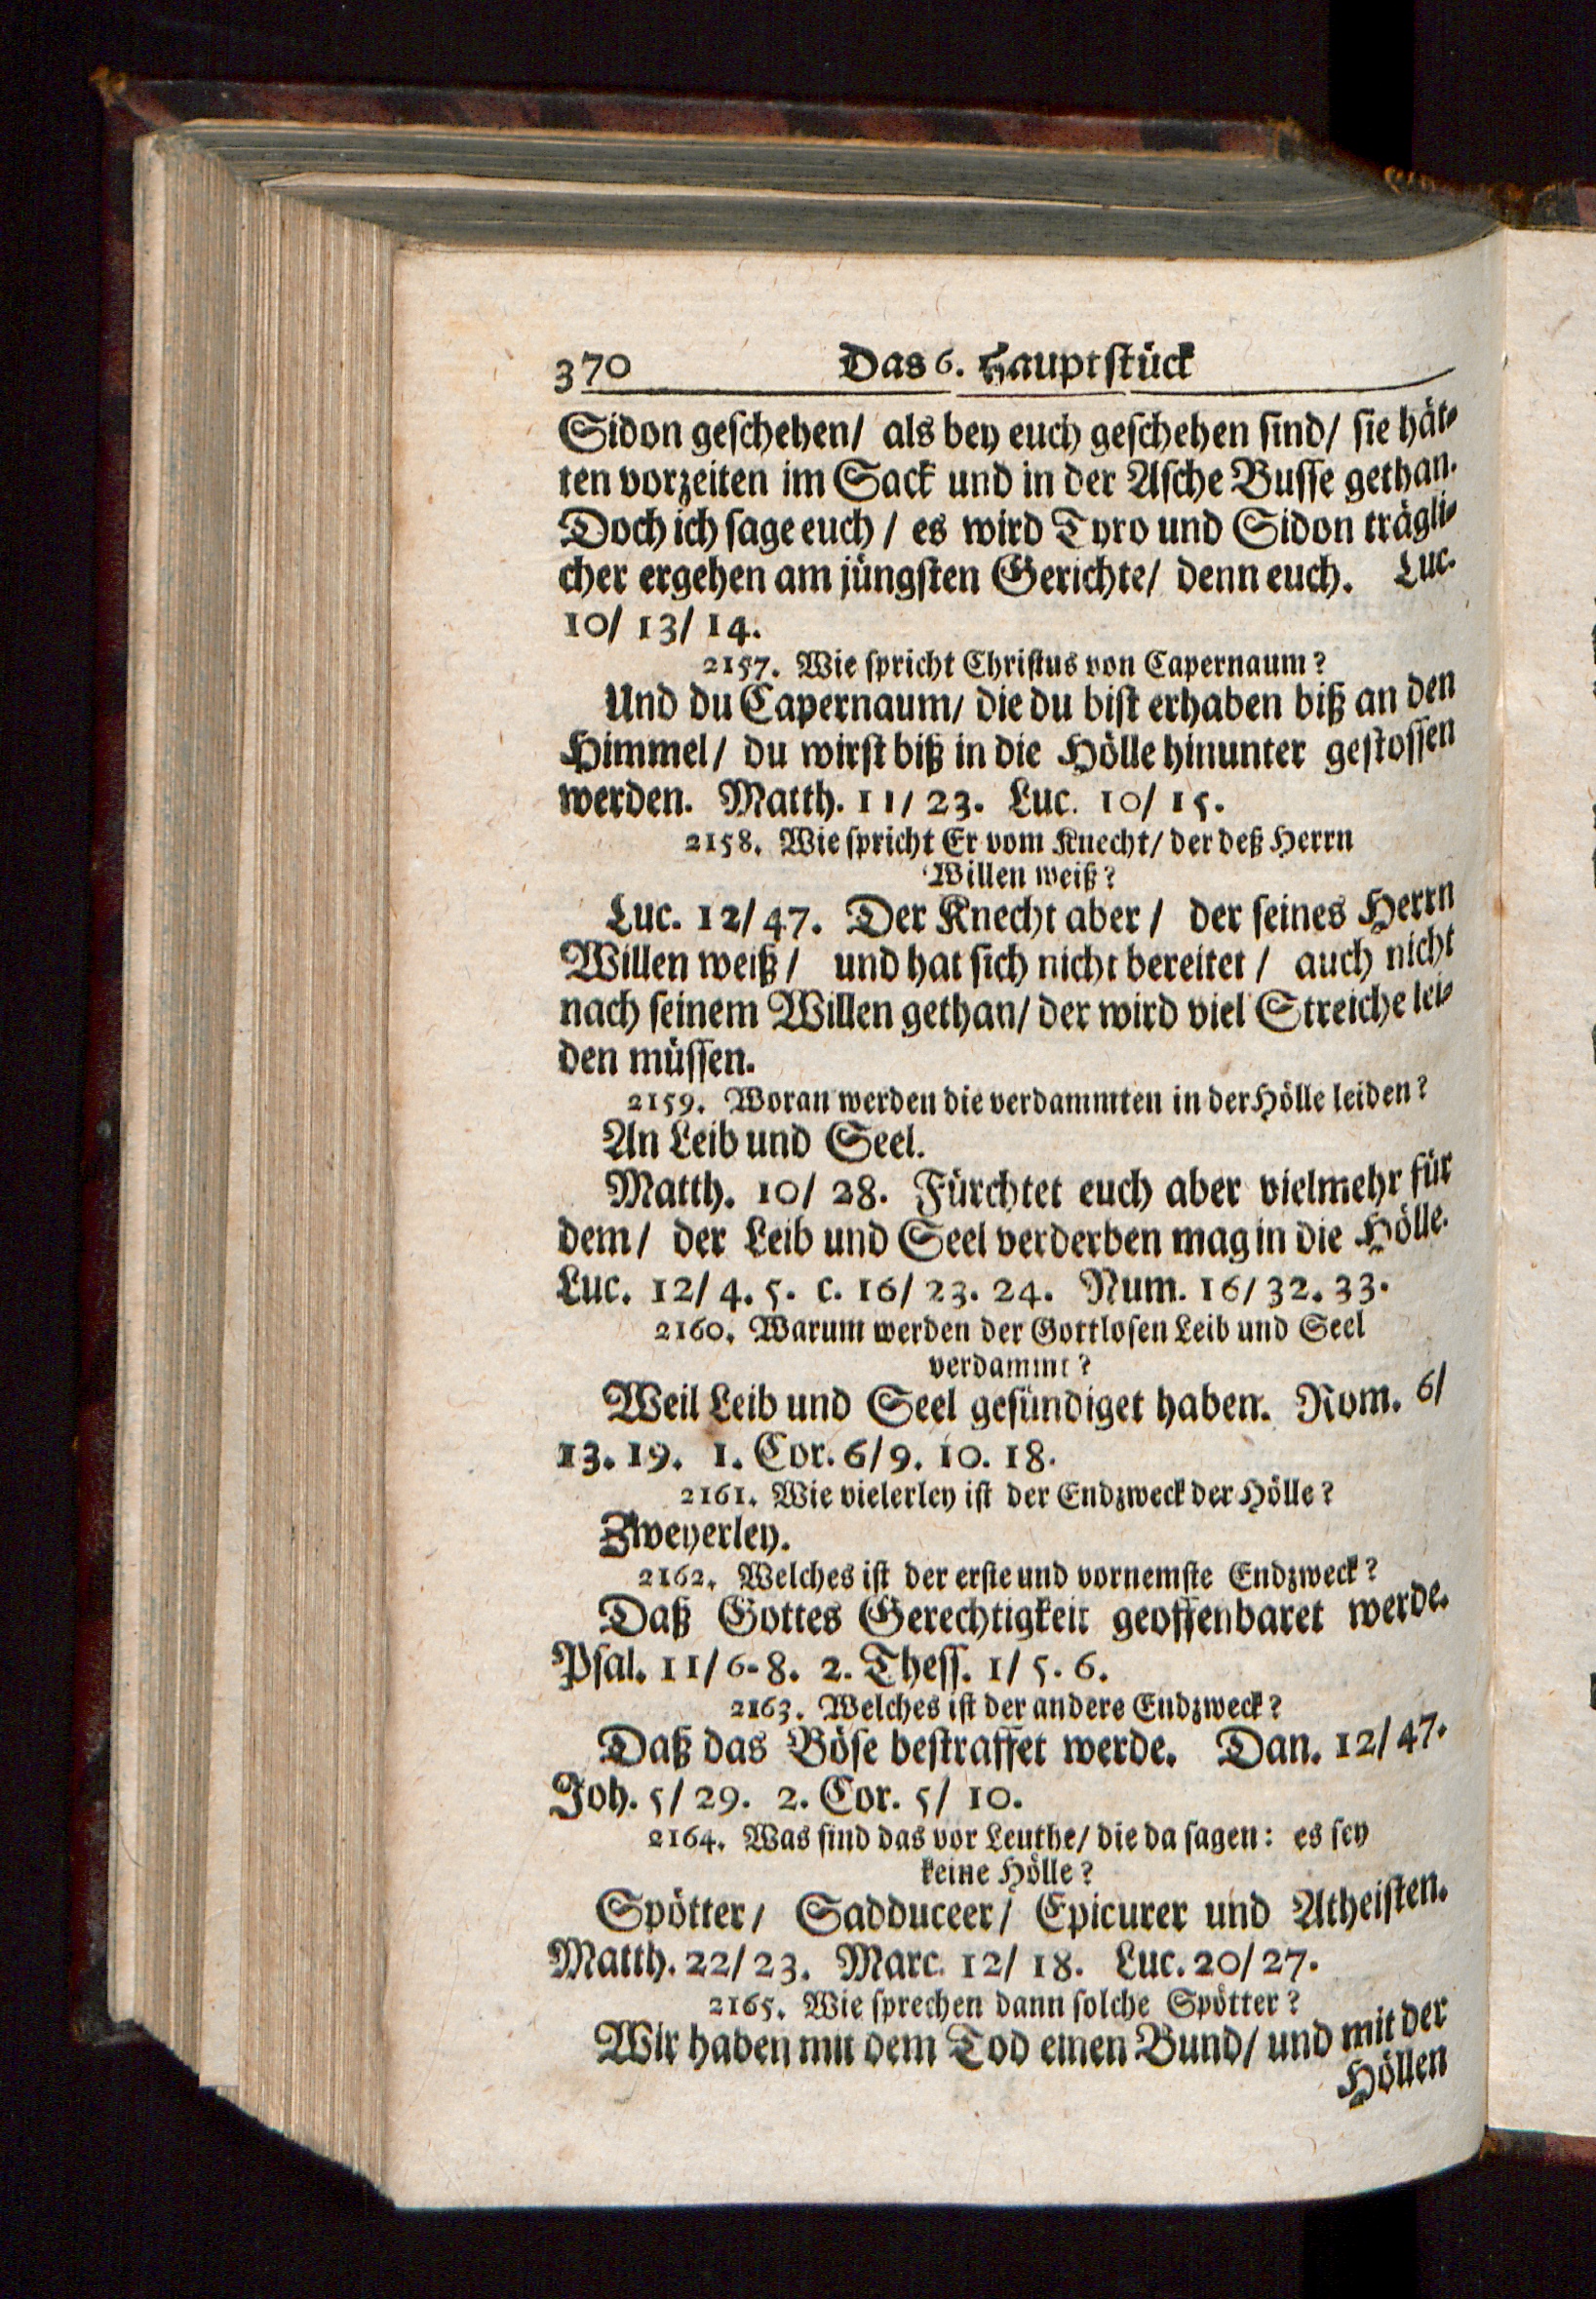 370 Das 6. Hauptstück
Sidon geschehen/ als bey euch geschehen sind/ sie hät-
ten vorzeiten im Sack und in der Asche Busse gethan.
Doch ich sage euch/ es wird Tyro und Sidon trägli-
cher ergehen am jüngsten Gerichte/ denn euch. Luc.
10/ 13/ 14.
2157. Wie spricht Christus von Capernaum?
Und du Capernaum/ die du bist erhaben biß an den
Himmel/ du wirst biß in die Hölle hinunter gestossen
werden. Matth. 11/ 23. Luc. 10/ 15.
2158. Wie spricht Er vom Knecht/ der deß Herrn
Willen weiß?
Luc. 12/ 47. Der Knecht aber/ der seines Herrn
Willen weiß/ und hat sich nicht bereitet/ auch nicht
nach seinem Willen gethan/ der wird viel Streiche lei-
den müssen.
2159. Woran werden die verdammten in der Hölle leiden?
An Leib und Seel.
Matth. 10/ 28. Fürchtet euch aber vielmehr für
dem/ der Leib und Seel verderben mag in die Hölle.
Luc. 12/ 4. 5. c. 16/ 23. 24. Num. 16/ 32. 33.
2160. Warum werden der Gottlosen Leib und Seel
verdammt?
Weil Leib und Seel gesündiget haben. Rom. 6/
13. 19. 1. Cor. 6/ 9. 10. 18.
2161. Wie vielerley ist der Endzweck der Hölle?
Zweyerley.
2162. Welches ist der erste und vornemste Endzweck?
Daß Gottes Gerechtigkeit geoffenbaret werde.
Psal. 11/ 6-8. 2. Thess. 1/ 5. 6.
2163. Welches ist der andere Endzweck?
Daß das Böse bestraffet werde. Dan. 12/ 47.
Joh. 5/ 29. 2. Cor. 5/ 10.
2164. Was sind das vor Leuthe/ die da sagen: es sey
keine Hölle?
Spötter/ Sadduceer/ Epicurer und Atheisten.
Matth. 22/ 23. Marc. 12/ 18. Luc. 20/ 27.
2165. Wie sprechen dann solche Spötter?
Wir haben mit dem Tod einen Bund/ und mit der
Höllen